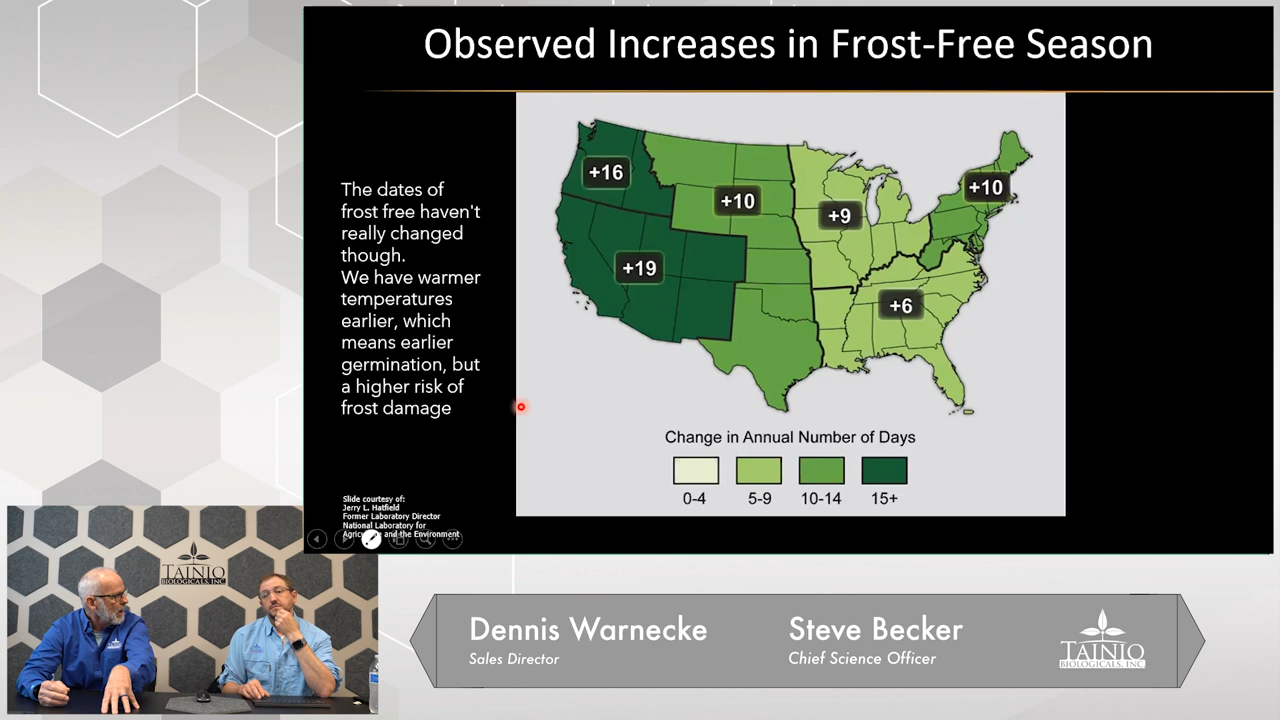 Observed Increases in Frost-Free Season
The dates of
frost free haven't
really changed
though.
We have warmer
temperatures
earlier, which
means earlier
germination, but
a higher risk of
frost damage
+16
+10
+19
+9
+10
+6
Change in Annual Number of Days
0-4
5-9
10-14
15+
Slide courtesy of:
Jerry L. Hatfield
Former Laboratory Director
National Laboratory for
and the Environment
TAINIO
BIOLOGICALS, INC
Dennis Warnecke
Sales Director
Steve Becker
Chief Science Officer
TAINIO
BIOLOGICALS, INC